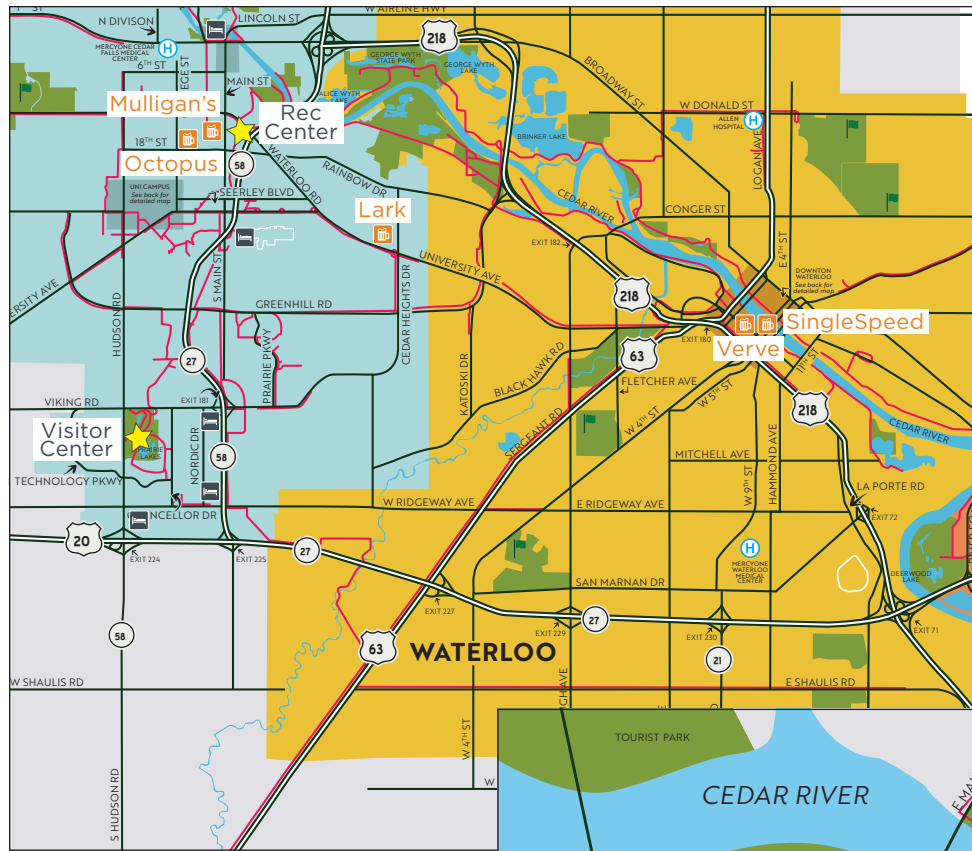 ST
N DIVISON
LINCOLN ST
W AIRLINE HWY
MERCYONE CEDAR
FALLS MEDICAL
CENTER
H
218
GEORGE WYTH
STATE PARK
GEORGE WYTH
LAKE
BROADWAY ST
6TH ST
EGE ST
MAIN ST
ALICE WYTH
LAKE
Mulligan's
Rec
Center
W DONALD ST
ALLEN
HOSPITAL
H
LOGAN AVE
BRINKER LAKE
18TH ST
Octopus
58
WATERLOO RD
RAINBOW DR
UNI CAMPUS
See back for
detailed map
SEERLEY BLVD
Lark
CEDAR RIVER
CONGER ST
EXIT 182
E 4TH ST
UNIVERSITY AVE
ERSITY AVE
S MAIN ST
DOWNTON
WATERLOO
See back for
detailed map
HUDSON RD
GREENHILL RD
CEDAR HEIGHTS DR
218
SingleSpeed
EXIT 180
Verve
11TH ST
27
PRAIRIE PKWY
KATOSKI DR
BLACK HAWK RD
63
FLETCHER AVE
W 5TH ST
W 4TH ST
218
EXIT 181
VIKING RD
Visitor
Center
PRAIRIE
LAKES
NORDIC DR
58
SERGEANT RD
CEDAR RIVER
MITCHELL AVE
W 9TH ST
HAMMOND AVE
TECHNOLOGY PKWY
LA PORTE RD
W RIDGEWAY AVE
E RIDGEWAY AVE
NCELLOR DR
EXIT 72
20
27
EXIT 224
EXIT 225
H
MERCYONE
WATERLOO
MEDICAL
CENTER
DEERWOOD
LAKE
SAN MARNAN DR
EXIT 227
58
EXIT 229
27
EXIT 230
EXIT 71
63
WATERLOO
21
W SHAULIS RD
E SHAULIS RD
GH AVE
W 4TH ST
S HUDSON RD
W
TOURIST PARK
CEDAR RIVER
E MA